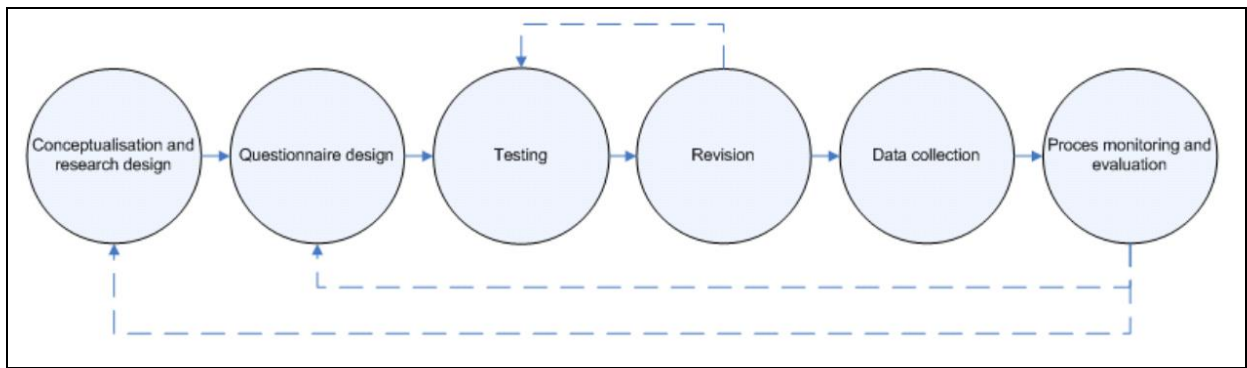 Conceptualisation and
research design
Questionnaire design
Testing
Revision
Data collection
Proces monitoring and
evaluation